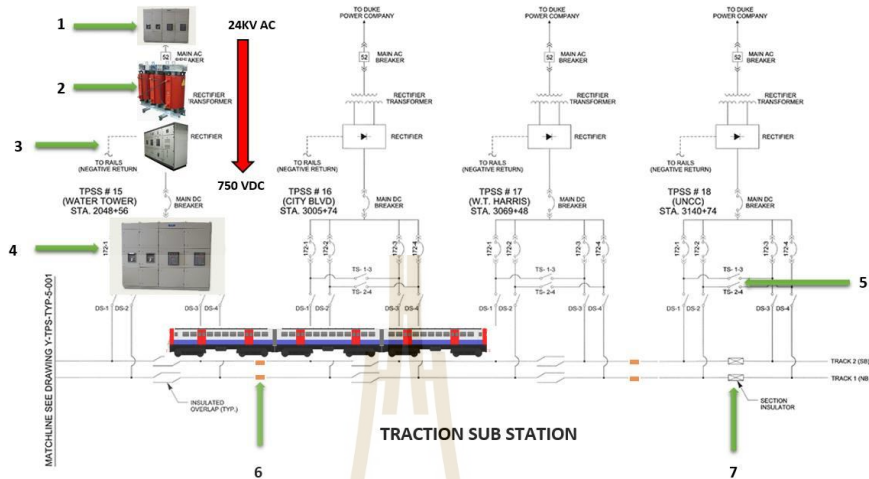 1
2
3
4
5
6
7
24KV AC
750 VDC
TO DUKE
POWER COMPANY
TO DUKE
POWER COMPANY
TO DUKE
POWER COMPANY
52
MAIN AC
BREAKER
52
MAIN AC
BREAKER
52
MAIN AC
BREAKER
52
MAIN AC
BREAKER
RECTIFIER
TRANSFORMER
RECTIFIER
TRANSFORMER
RECTIFIER
TRANSFORMER
RECTIFIER
TRANSFORMER
RECTIFIER
RECTIFIER
RECTIFIER
RECTIFIER
TO RAILS
(NEGATIVE RETURN)
TO RAILS
(NEGATIVE RETURN)
TO RAILS
(NEGATIVE RETURN)
TO RAILS
(NEGATIVE RETURN)
TPSS # 15
(WATER TOWER)
STA. 2048+56
TPSS # 16
(CITY BLVD)
STA. 3005+74
TPSS # 17
(W.T. HARRIS)
STA. 3069+48
TPSS # 18
(UNCC)
STA. 3140+74
MAIN DC
BREAKER
MAIN DC
BREAKER
MAIN DC
BREAKER
MAIN DC
BREAKER
172-1
172-1
172-2
172-3
172-4
172-1
172-2
172-3
172-4
172-1
172-2
172-3
172-4
TS- 1-3
TS- 2-4
TS- 1-3
TS- 2-4
TS- 1-3
TS- 2-4
DS-1
DS-2
DS-3
DS-4
DS-1
DS-2
DS-3
DS-4
DS-1
DS-2
DS-3
DS-4
DS-1
DS-2
DS-3
DS-4
TRACK 2 (SB)
TRACK 1 (NB
INSULATED
OVERLAP (TYP.)
SECTION
INSULATOR
MATCHLINE SEE DRAWING Y-TPS-TYP-5-001
TRACTION SUB STATION